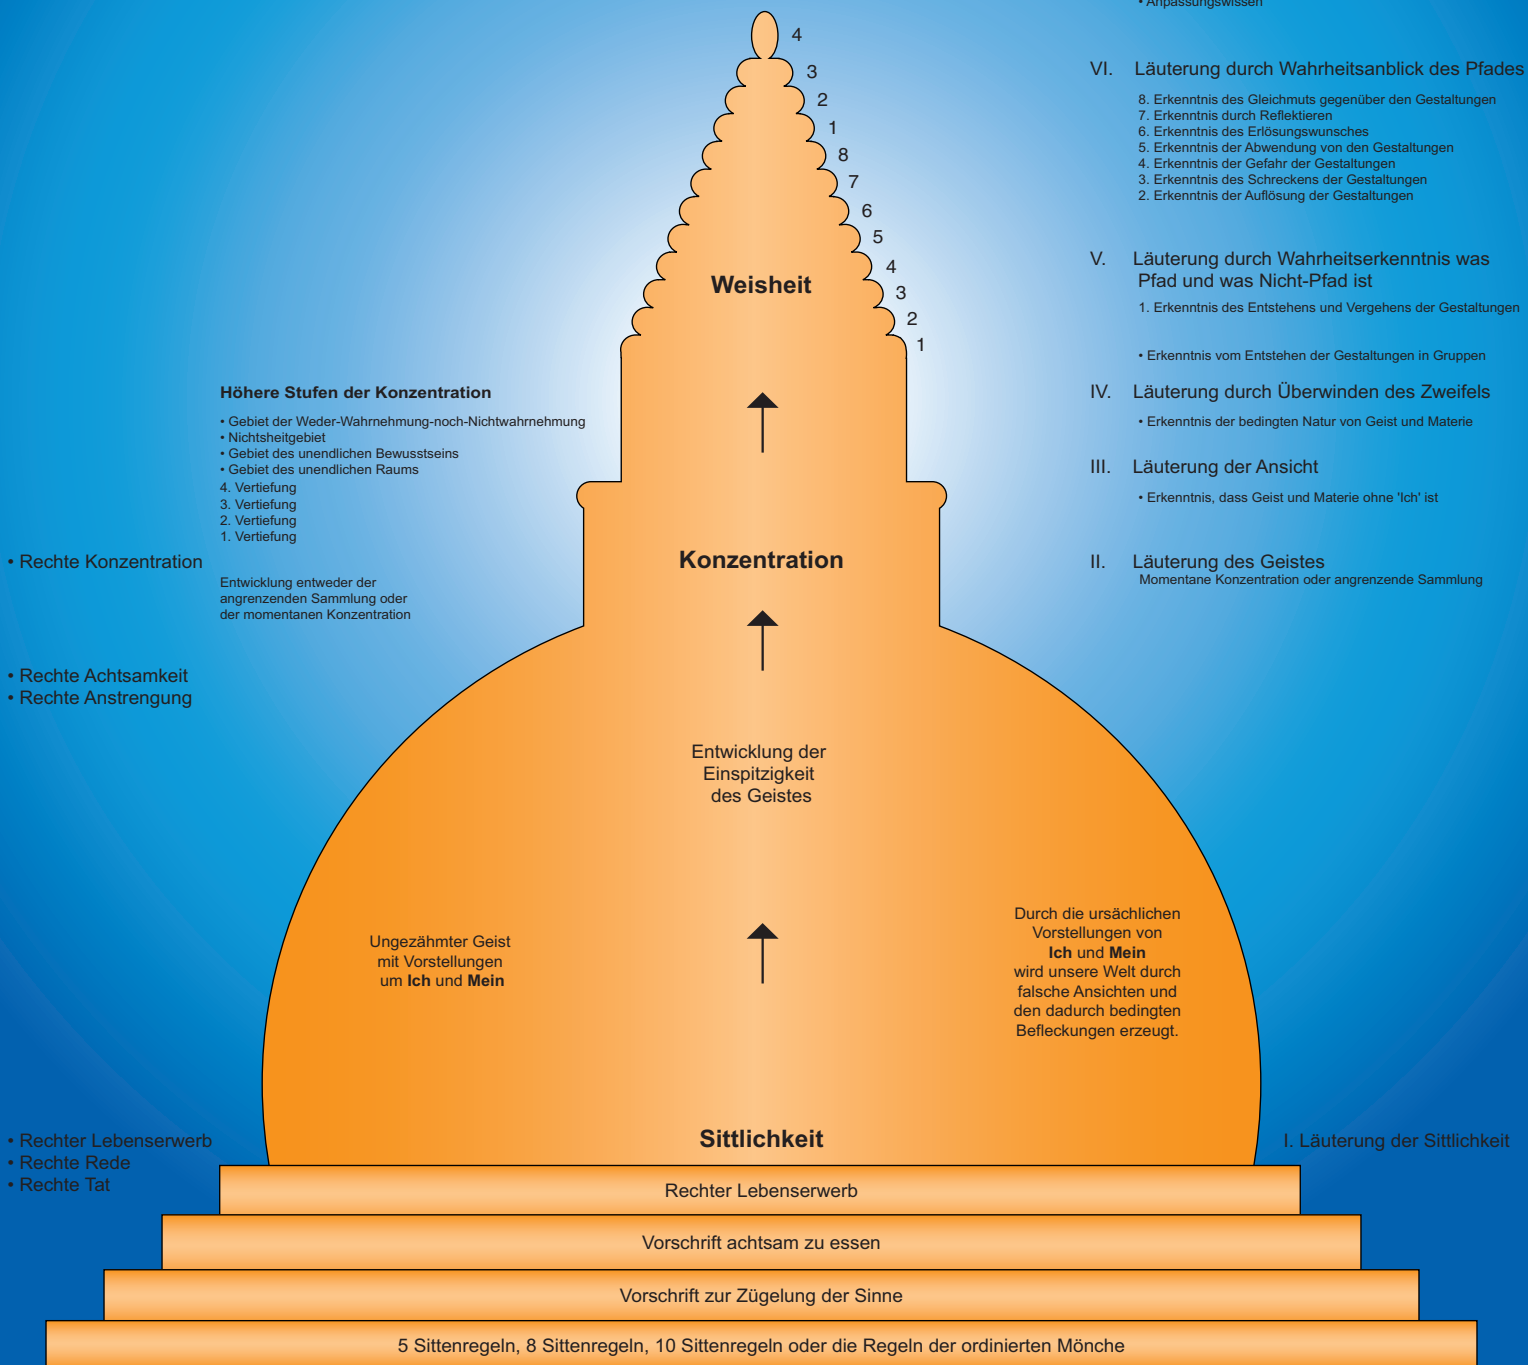 • Anpassungswissen
4
3
2
1
8
7
6
5
4
3
2
1
VI. Läuterung durch Wahrheitsanblick des Pfades
8. Erkenntnis des Gleichmuts gegenüber den Gestaltungen
7. Erkenntnis durch Reflektieren
6. Erkenntnis des Erlösungswunsches
5. Erkenntnis der Abwendung von den Gestaltungen
4. Erkenntnis der Gefahr der Gestaltungen
3. Erkenntnis des Schreckens der Gestaltungen
2. Erkenntnis der Auflösung der Gestaltungen
V. Läuterung durch Wahrheitserkenntnis was
Pfad und was Nicht-Pfad ist
1. Erkenntnis des Entstehens und Vergehens der Gestaltungen
• Erkenntnis vom Entstehen der Gestaltungen in Gruppen
IV. Läuterung durch Überwinden des Zweifels
• Erkenntnis der bedingten Natur von Geist und Materie
III. Läuterung der Ansicht
• Erkenntnis, dass Geist und Materie ohne 'Ich' ist
II. Läuterung des Geistes
Momentane Konzentration oder angrenzende Sammlung
Weisheit
Höhere Stufen der Konzentration
• Gebiet der Weder-Wahrnehmung-noch-Nichtwahrnehmung
• Nichtsheitgebiet
• Gebiet des unendlichen Bewusstseins
• Gebiet des unendlichen Raums
4. Vertiefung
3. Vertiefung
2. Vertiefung
1. Vertiefung
• Rechte Konzentration
Entwicklung entweder der
angrenzenden Sammlung oder
der momentanen Konzentration
Konzentration
• Rechte Achtsamkeit
• Rechte Anstrengung
Entwicklung der
Einspitzigkeit
des Geistes
Ungezähmter Geist
mit Vorstellungen
um Ich und Mein
Durch die ursächlichen
Vorstellungen von
Ich und Mein
wird unsere Welt durch
falsche Ansichten und
den dadurch bedingten
Befleckungen erzeugt.
• Rechter Lebenserwerb
• Rechte Rede
• Rechte Tat
Sittlichkeit
I. Läuterung der Sittlichkeit
Rechter Lebenserwerb
Vorschrift achtsam zu essen
Vorschrift zur Zügelung der Sinne
5 Sittenregeln, 8 Sittenregeln, 10 Sittenregeln oder die Regeln der ordinierten Mönche